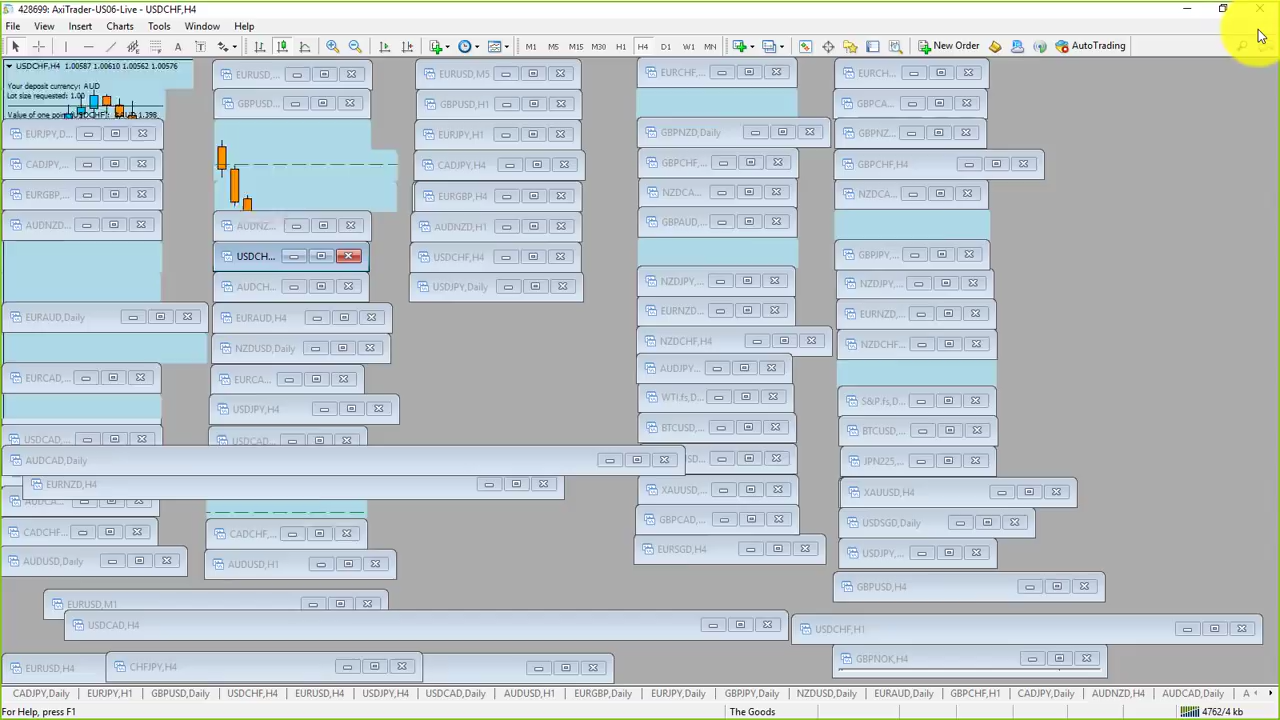 428699: AxiTrader-US06-Live - USDCHF,H4
File View Insert Charts Tools Window Help
M1 M5 M15 M30 H1 H4 D1 W1 MN New Order AutoTrading
USDCHF,H4 1.00587 1.00610 1.00562 1.00576
Your deposit currency: AUD
Lot size requested: 1.00
EURUSD,... EURUSD,M5 EURCHF,... EURCH...
GBPUSD,... GBPUSD,H1 GBPCA...
EURJPY,D... EURJPY,H1 GBPNZD,Daily GBPNZ...
CADJPY,... CADJPY,H4 GBPCHF,... GBPCHF,H4
EURGBP,... EURGBP,H4 NZDCA... NZDCA...
AUDNZD... AUDNZ... AUDNZD,H1 GBPAUD,...
USDCH... USDCHF,H4 GBPJPY,...
AUDCH... USDJPY,Daily NZDJPY,... NZDJPY,...
EURAUD,Daily EURAUD,H4 EURNZD... EURNZD,...
NZDUSD,Daily NZDCHF,H4 NZDCHF...
EURCAD,... EURCA... AUDJPY...
USDJPY,H4 WTI.fs,D... S&P.fs,D...
BTCUSD,... BTCUSD,...
USDCAD,... USDCAD...
AUDCAD,Daily SD... JPN225,...
EURNZD,H4 XAUUSD,... XAUUSD,H4
AUDCA...
CADCHF... CADCHF,... GBPCAD,... USDSGD,Daily
AUDUSD,Daily AUDUSD,H1 EURSGD,H4 USDJPY,...
GBPUSD,H4
EURUSD,M1
USDCAD,H4 USDCHF,H1
EURUSD,H4 CHFJPY,H4 GBPNOK,H4
CADJPY,Daily EURJPY,H1 GBPUSD,Daily USDCHF,H4 EURUSD,H4 USDJPY,H4 USDCAD,Daily AUDUSD,H1 EURGBP,Daily EURJPY,Daily GBPJPY,Daily NZDUSD,Daily EURAUD,Daily GBPCHF,H1 CADJPY,Daily AUDNZD,H4 AUDCAD,Daily A
For Help, press F1 The Goods 4762/4 kb